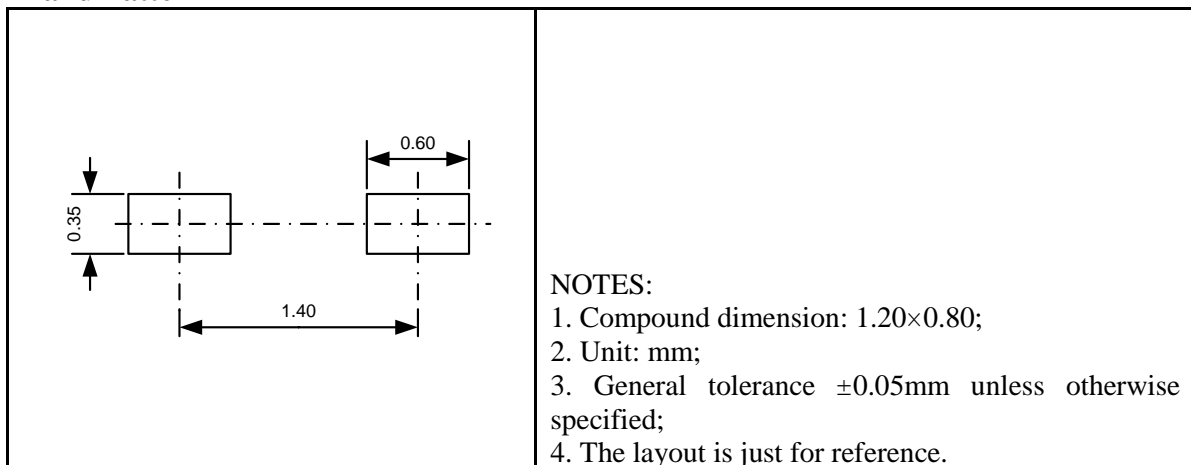 0.60
0.35
1.40
NOTES:
1. Compound dimension: 1.20×0.80;
2. Unit: mm;
3. General tolerance ±0.05mm unless otherwise
specified;
4. The layout is just for reference.